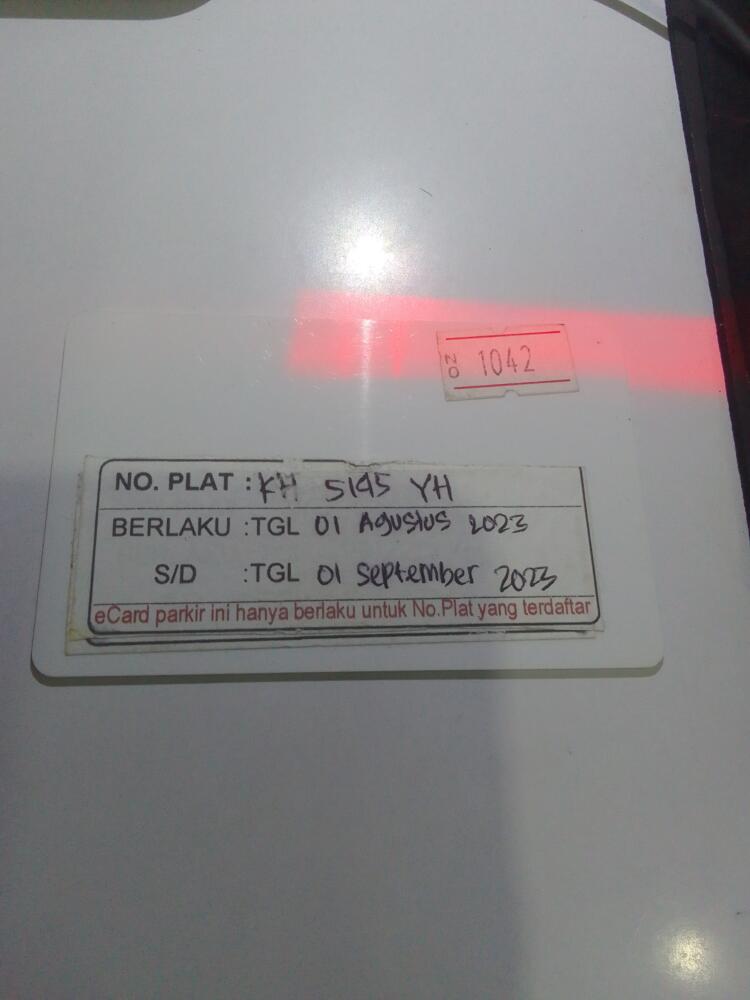 NO 1042
NO. PLAT : KH 5195 YH
BERLAKU : TGL 01 Agustus 2023
S/D : TGL 01 September 2023
eCard parkir ini hanya berlaku untuk No.Plat yang terdaftar